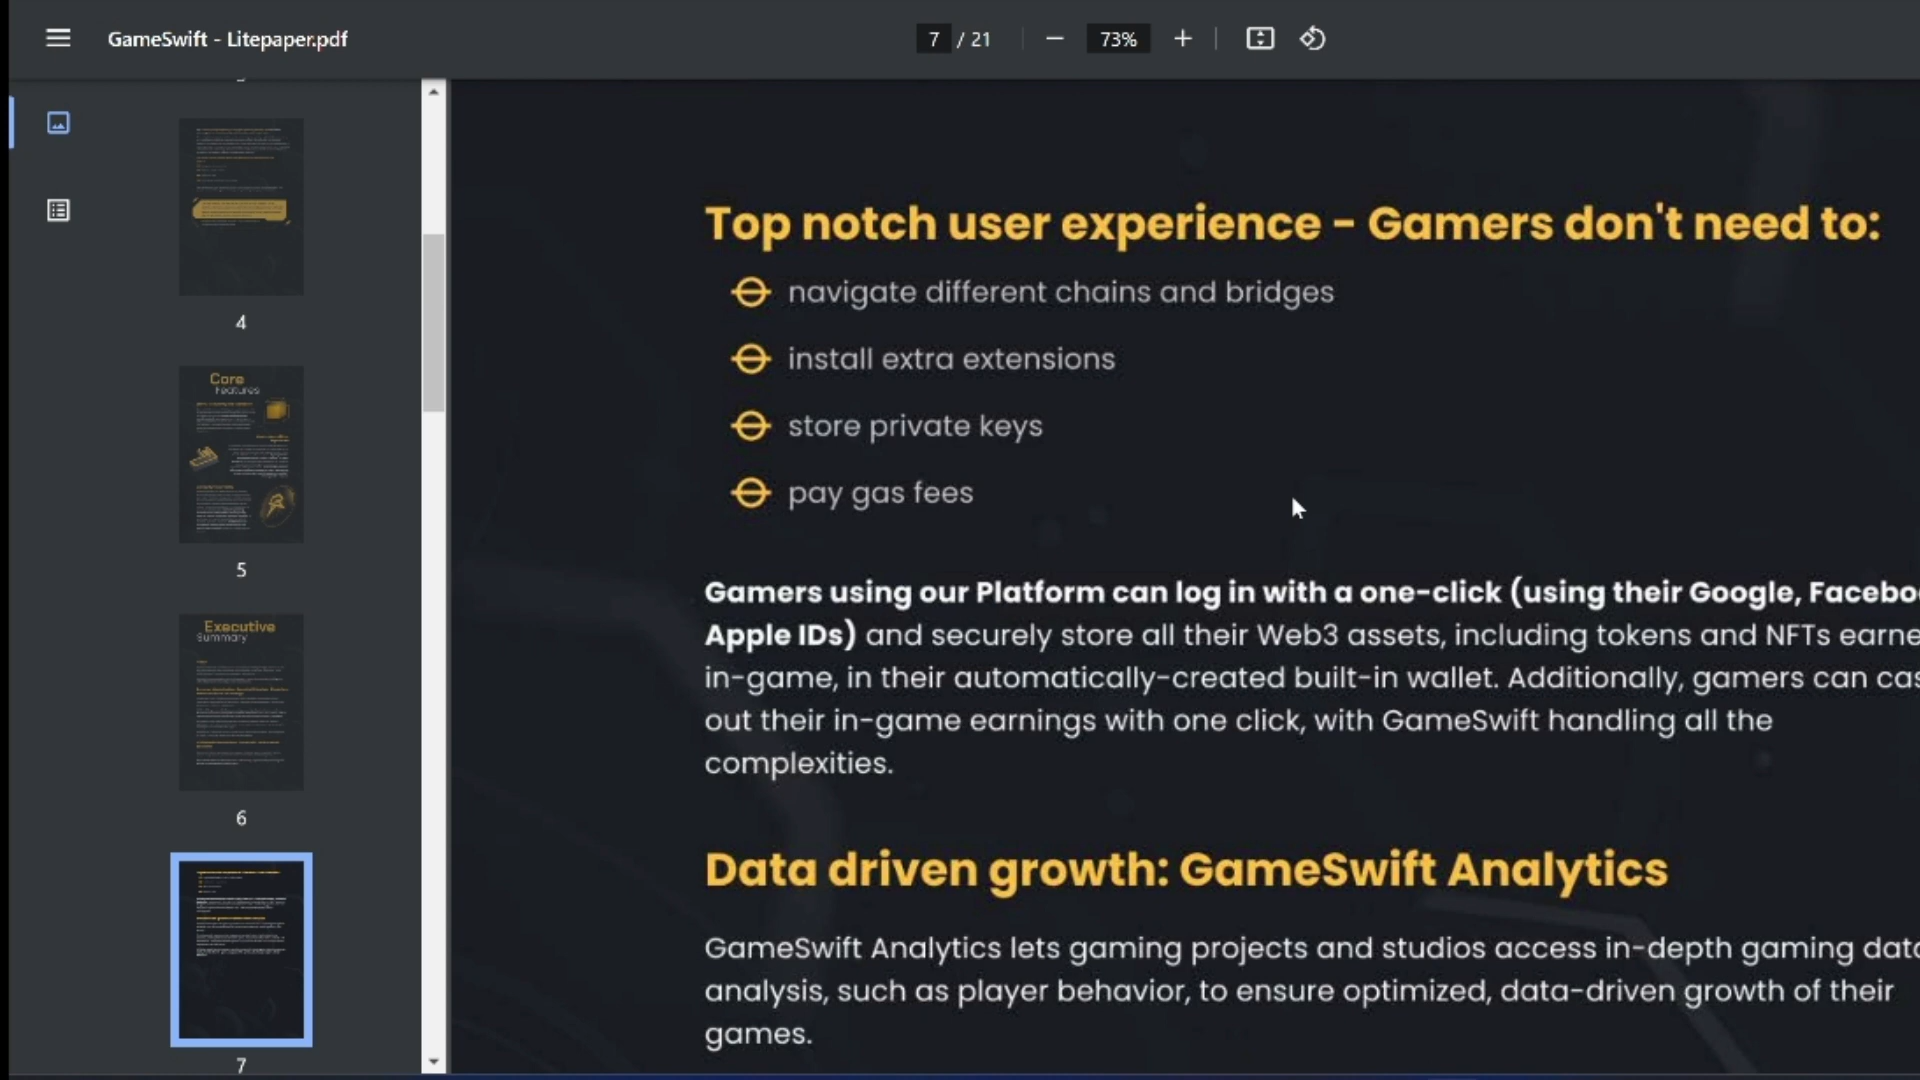 GameSwift - Litepaper.pdf
7 / 21
73%
4
Core
Features
5
Executive
Summary
6
7
Top notch user experience - Gamers don't need to:
navigate different chains and bridges
install extra extensions
store private keys
pay gas fees
Gamers using our Platform can log in with a one-click (using their Google, Facebo
Apple IDs) and securely store all their Web3 assets, including tokens and NFTs earne
in-game, in their automatically-created built-in wallet. Additionally, gamers can cas
out their in-game earnings with one click, with GameSwift handling all the
complexities.
Data driven growth: GameSwift Analytics
GameSwift Analytics lets gaming projects and studios access in-depth gaming data
analysis, such as player behavior, to ensure optimized, data-driven growth of their
games.